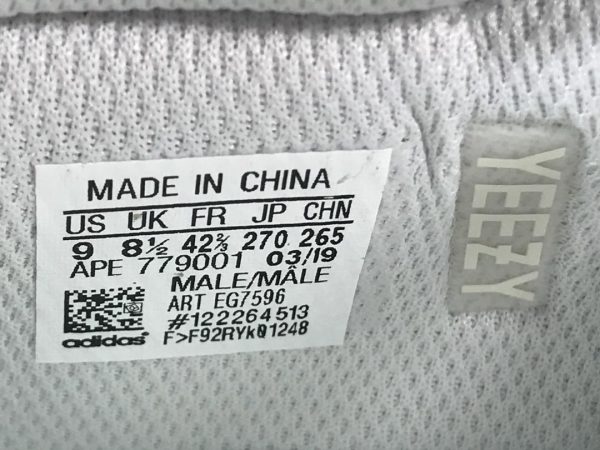 MADE IN CHINA
US UK FR JP CHN
9 8½ 42⅔ 270 265
APE 779001 03/19
MALE/MÂLE
ART EG7596
#122264513
adidas F>F92RYk01248
YEEZY